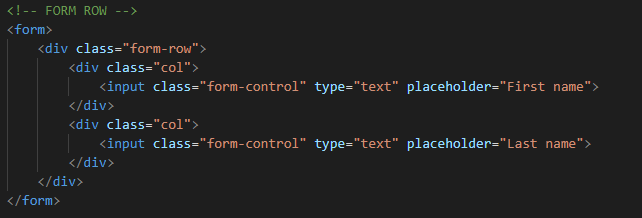 <!-- FORM ROW -->
<form>
    <div class="form-row">
        <div class="col">
            <input class="form-control" type="text" placeholder="First name">
        </div>
        <div class="col">
            <input class="form-control" type="text" placeholder="Last name">
        </div>
    </div>
</form>